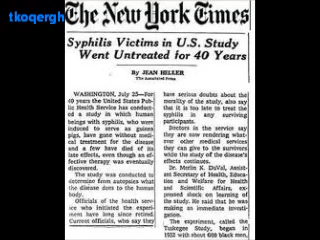 tkoqergh
The New York Times
Syphilis Victims in U.S. Study
Went Untreated for 40 Years
By JEAN HELLER
The Associated Press
WASHINGTON, July 25—For
40 years the United States Pub-
lic Health Service has conduct-
ed a study in which human
beings with syphilis, who were
induced to serve as guinea
pigs, have gone without med-
ical treatment for the disease
and a few have died of its
late effects, even though an ef-
fective therapy was eventually
discovered.
The study was conducted to
determine from autopsies what
the disease does to the human
body.
Officials of the health serv-
ice who initiated the experi-
ment have long since retired.
Current officials, who say they
have serious doubts about the
morality of the study, also say
that it is too late to treat the
syphilis in any surviving
participants.
Doctors in the service say
they are now rendering what-
ever other medical services
they can give to the survivors
while the study of the disease's
effects continues.
Dr. Merlin K. DuVal, Assist-
ant Secretary of Health, Educa-
tion and Welfare for Health
and Scientific Affairs, ex-
pressed shock on learning of
the study. He said that he was
making an immediate investi-
gation.
The experiment, called the
Tuskegee Study, began in
1932 with about 600 black men,